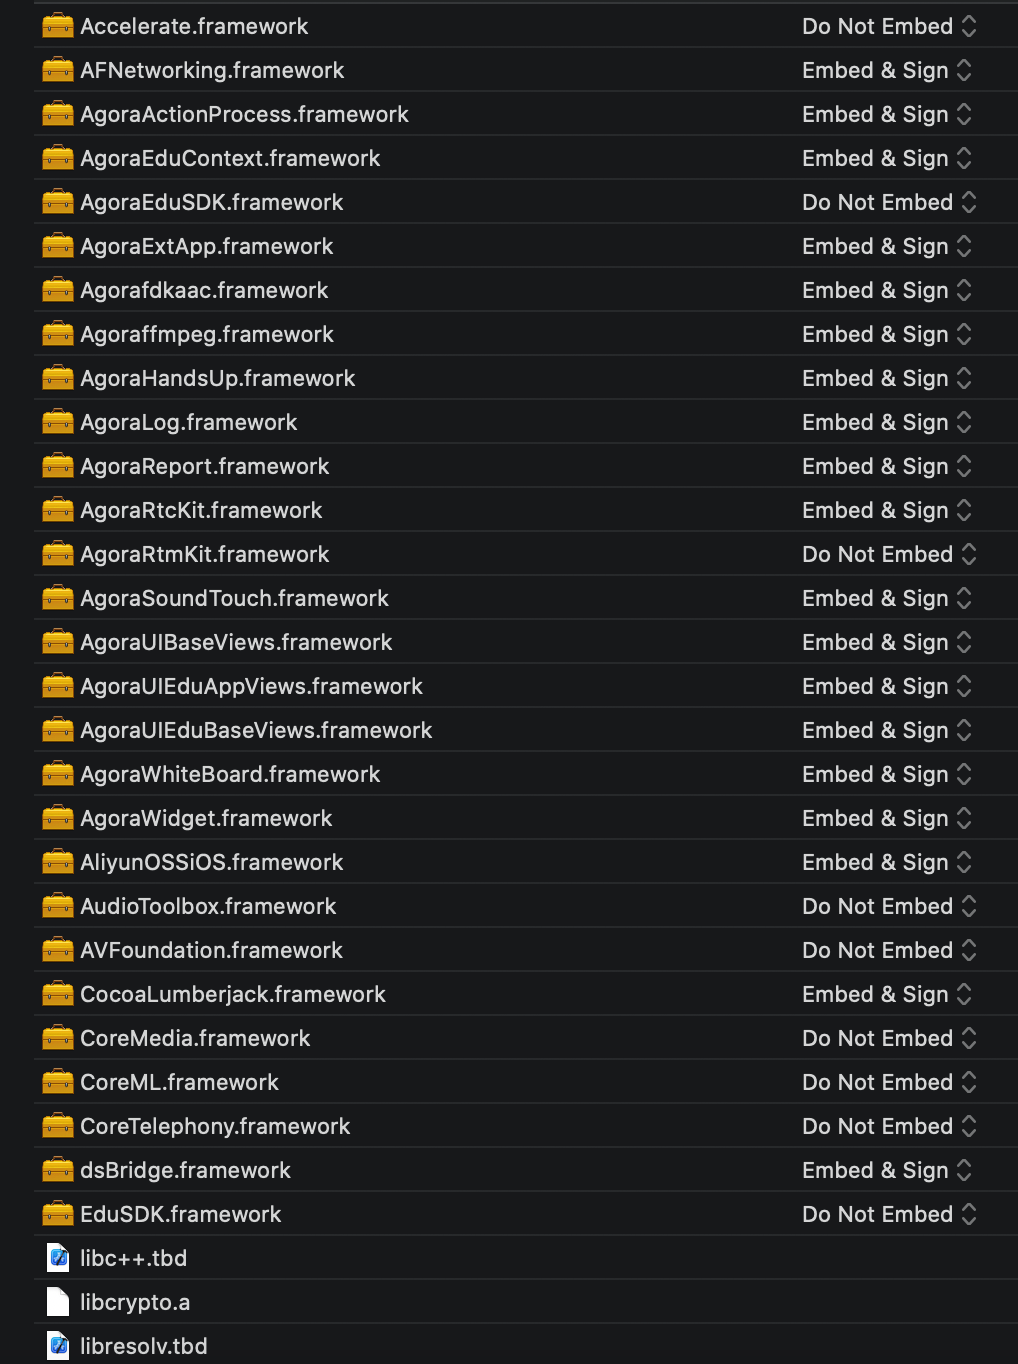 Accelerate.framework Do Not Embed
AFNetworking.framework Embed & Sign
AgoraActionProcess.framework Embed & Sign
AgoraEduContext.framework Embed & Sign
AgoraEduSDK.framework Do Not Embed
AgoraExtApp.framework Embed & Sign
Agorafdkaac.framework Embed & Sign
Agoraffmpeg.framework Embed & Sign
AgoraHandsUp.framework Embed & Sign
AgoraLog.framework Embed & Sign
AgoraReport.framework Embed & Sign
AgoraRtcKit.framework Embed & Sign
AgoraRtmKit.framework Do Not Embed
AgoraSoundTouch.framework Embed & Sign
AgoraUIBaseViews.framework Embed & Sign
AgoraUIEduAppViews.framework Embed & Sign
AgoraUIEduBaseViews.framework Embed & Sign
AgoraWhiteBoard.framework Embed & Sign
AgoraWidget.framework Embed & Sign
AliyunOSSiOS.framework Embed & Sign
AudioToolbox.framework Do Not Embed
AVFoundation.framework Do Not Embed
CocoaLumberjack.framework Embed & Sign
CoreMedia.framework Do Not Embed
CoreML.framework Do Not Embed
CoreTelephony.framework Do Not Embed
dsBridge.framework Embed & Sign
EduSDK.framework Do Not Embed
libc++.tbd
libcrypto.a
libresolv.tbd